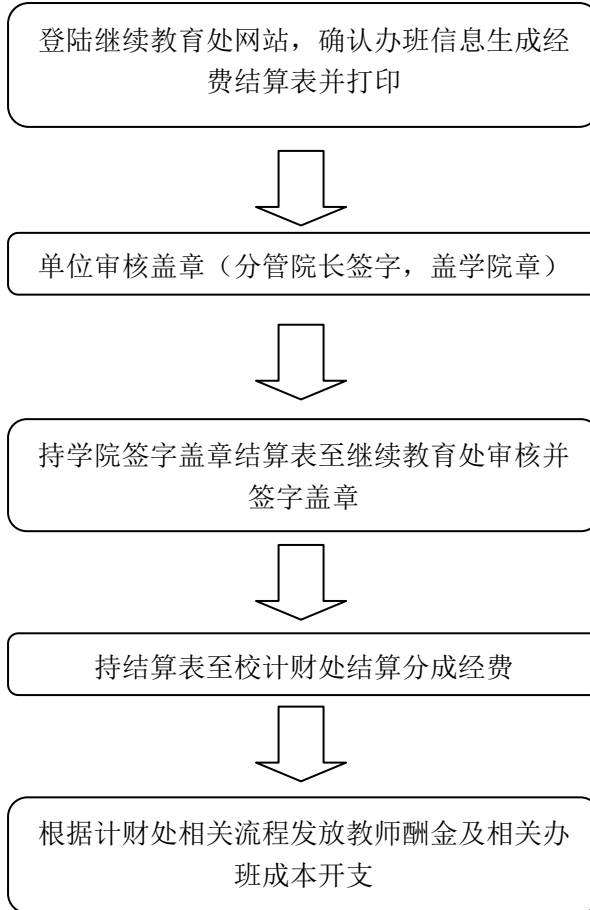 登陆继续教育处网站，确认办班信息生成经
费结算表并打印
单位审核盖章（分管院长签字，盖学院章）
持学院签字盖章结算表至继续教育处审核并
签字盖章
持结算表至校计财处结算分成经费
根据计财处相关流程发放教师酬金及相关办
班成本开支